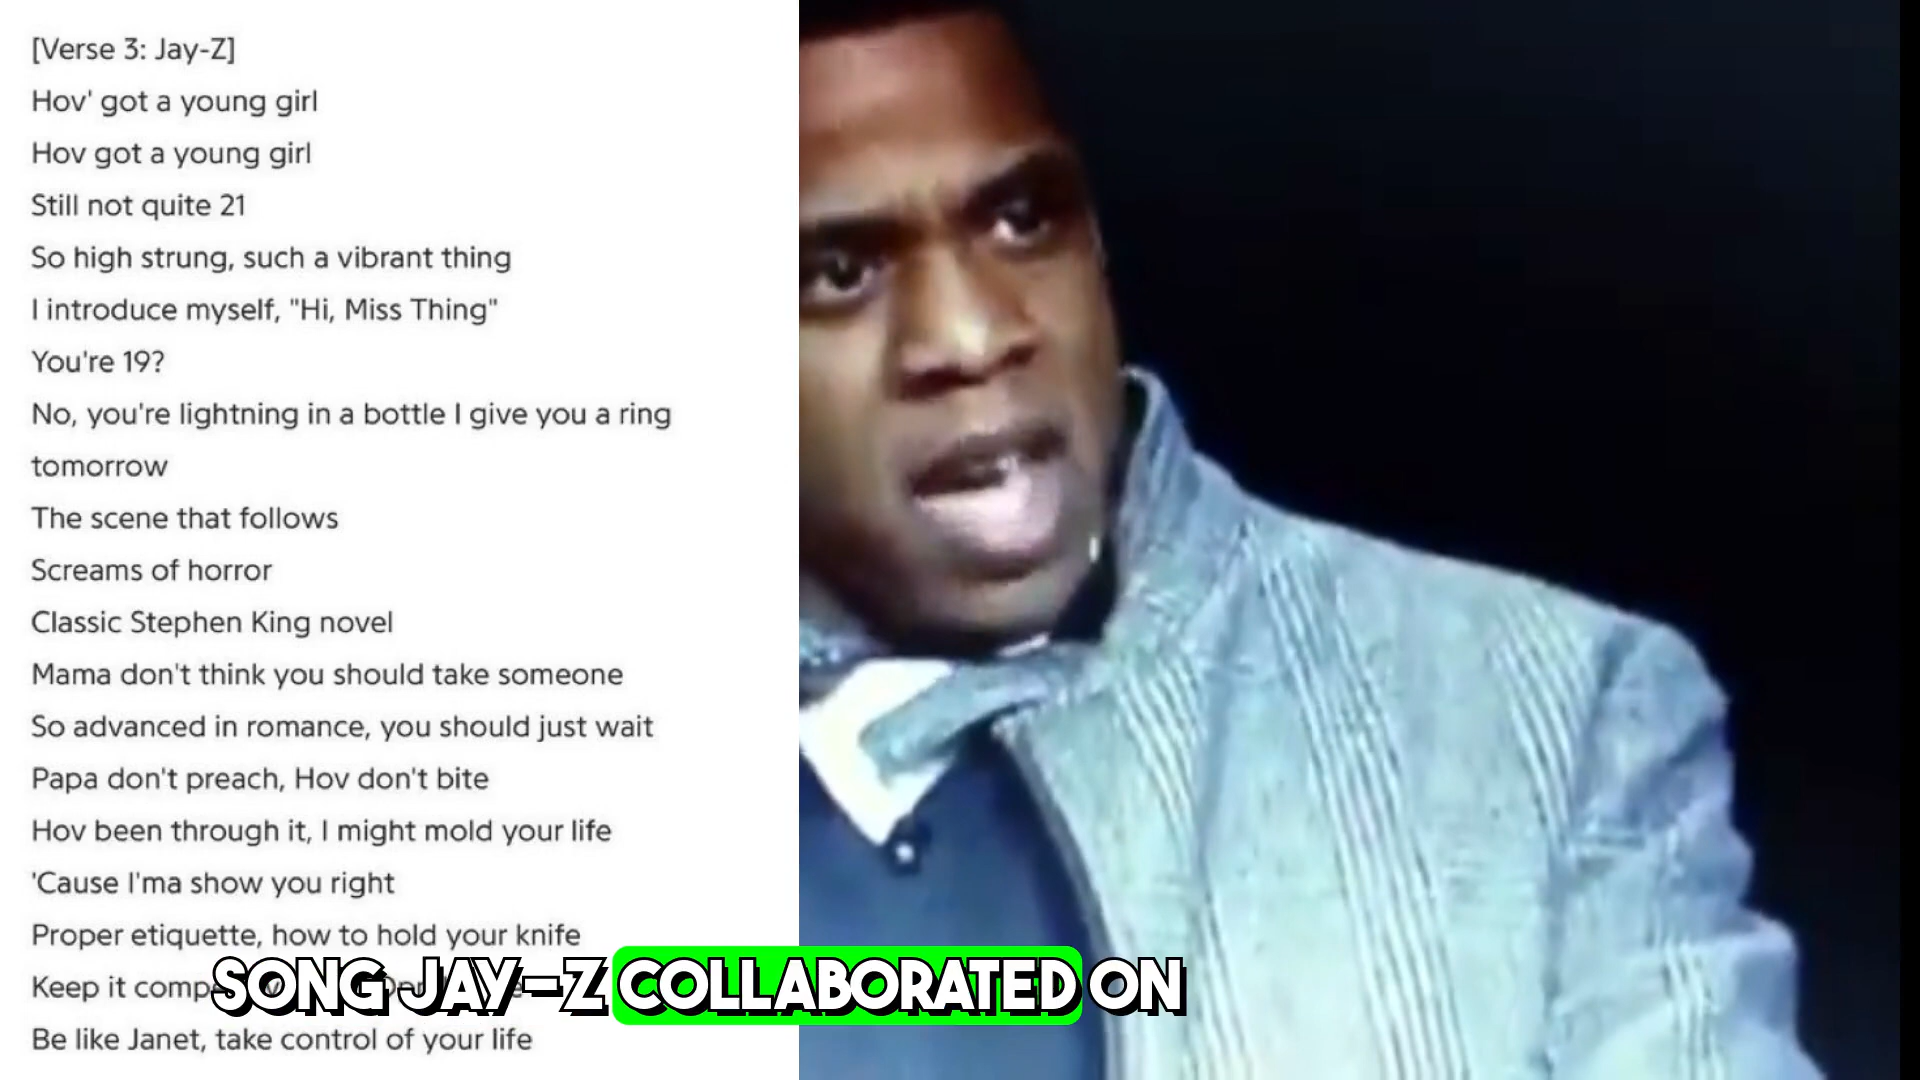 [Verse 3: Jay-Z]
Hov' got a young girl
Hov got a young girl
Still not quite 21
So high strung, such a vibrant thing
I introduce myself, "Hi, Miss Thing"
You're 19?
No, you're lightning in a bottle I give you a ring
tomorrow
The scene that follows
Screams of horror
Classic Stephen King novel
Mama don't think you should take someone
So advanced in romance, you should just wait
Papa don't preach, Hov don't bite
Hov been through it, I might mold your life
'Cause I'ma show you right
Proper etiquette, how to hold your knife
Keep it
SONG JAY-Z COLLABORATED ON
Be like Janet, take control of your life